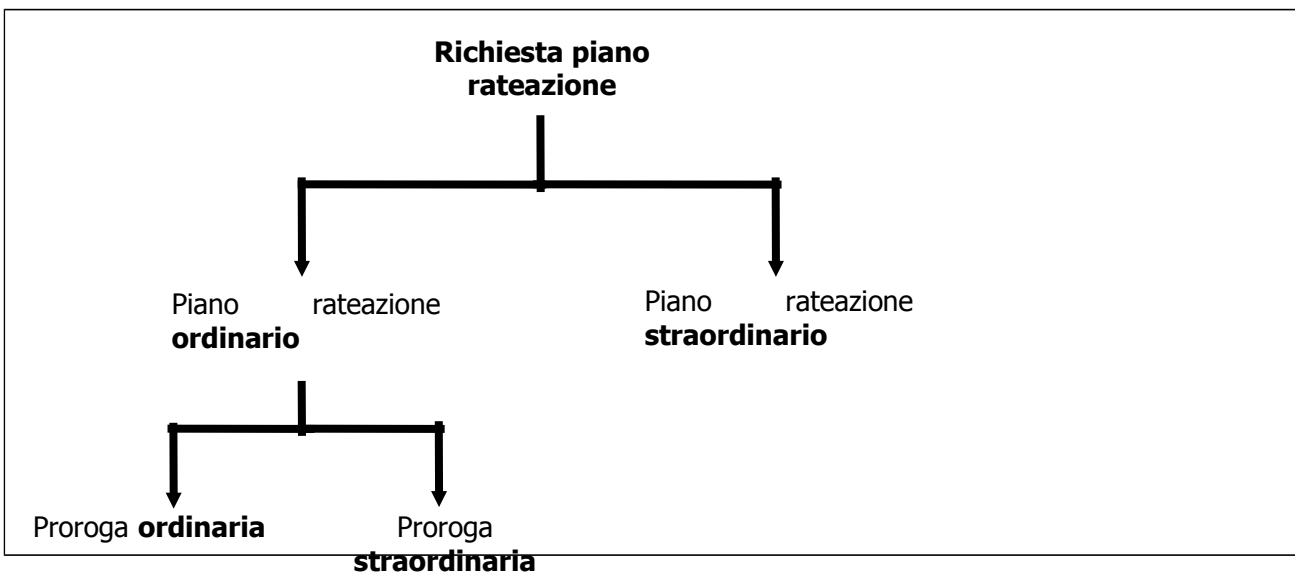 Richiesta piano
rateazione
Piano rateazione
ordinario
Piano rateazione
straordinario
Proroga ordinaria
Proroga
straordinaria